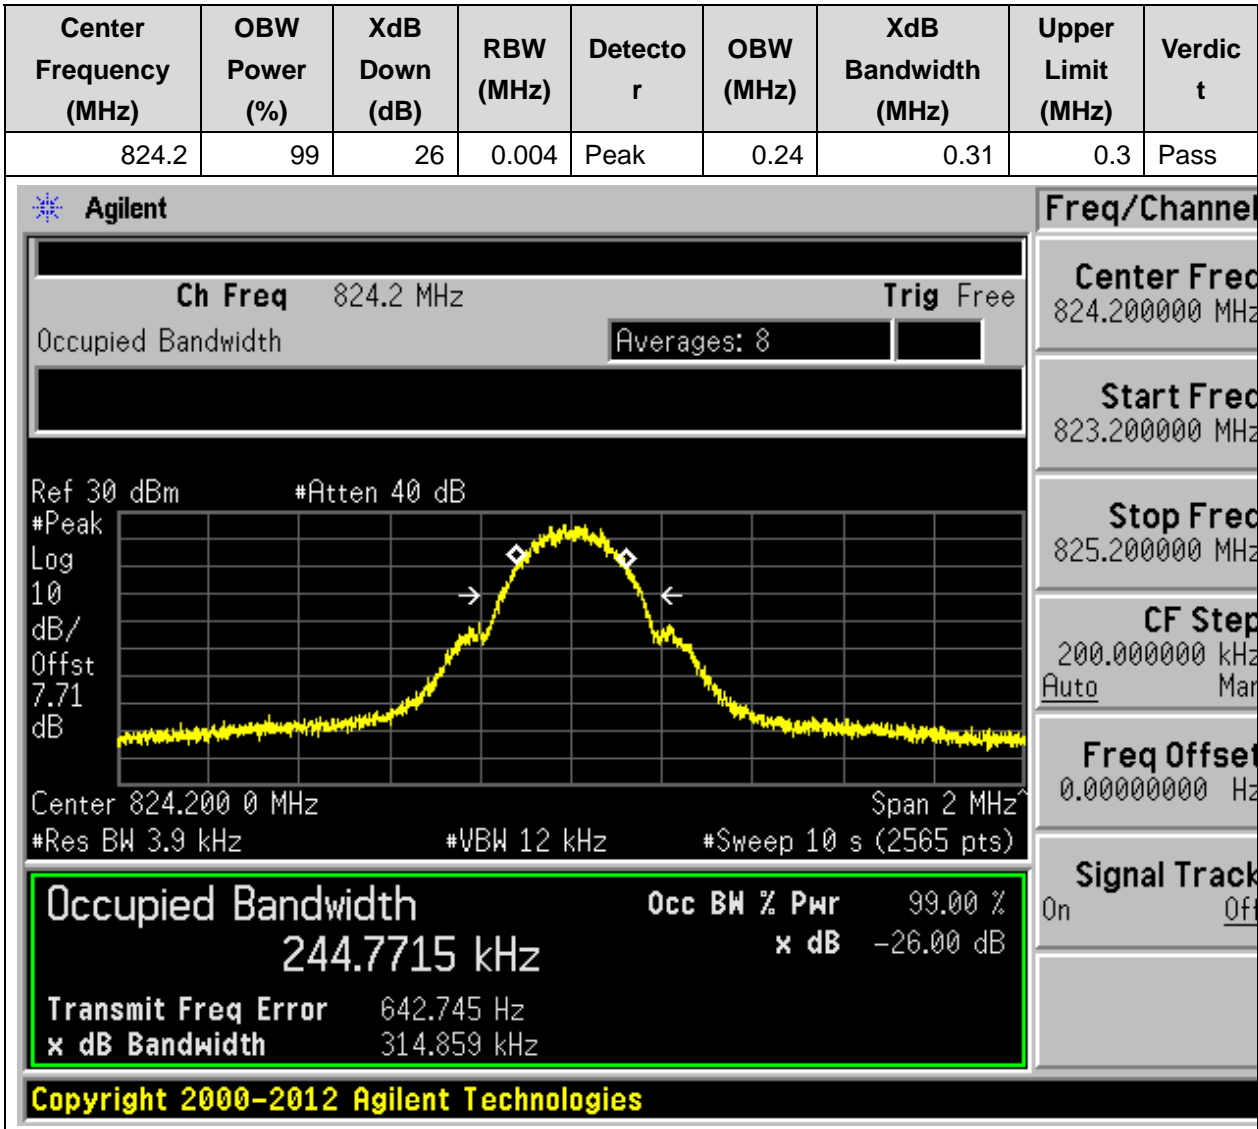 Center Frequency (MHz) OBW Power (%) XdB Down (dB) RBW (MHz) Detecto r OBW (MHz) XdB Bandwidth (MHz) Upper Limit (MHz) Verdic t
824.2 99 26 0.004 Peak 0.24 0.31 0.3 Pass
Agilent
Freq/Channel
Ch Freq 824.2 MHz Trig Free
Occupied Bandwidth Averages: 8
Center Freq
824.200000 MHz
Start Freq
823.200000 MHz
Stop Freq
825.200000 MHz
CF Step
200.000000 kHz
Auto Man
Freq Offset
0.00000000 Hz
Signal Track
On Off
Ref 30 dBm #Atten 40 dB
#Peak
Log
10
dB/
Offst
7.71
dB
Center 824.200 0 MHz Span 2 MHz^
#Res BW 3.9 kHz #VBW 12 kHz #Sweep 10 s (2565 pts)
Occupied Bandwidth Occ BW % Pwr 99.00 %
244.7715 kHz x dB -26.00 dB
Transmit Freq Error 642.745 Hz
x dB Bandwidth 314.859 kHz
Copyright 2000-2012 Agilent Technologies